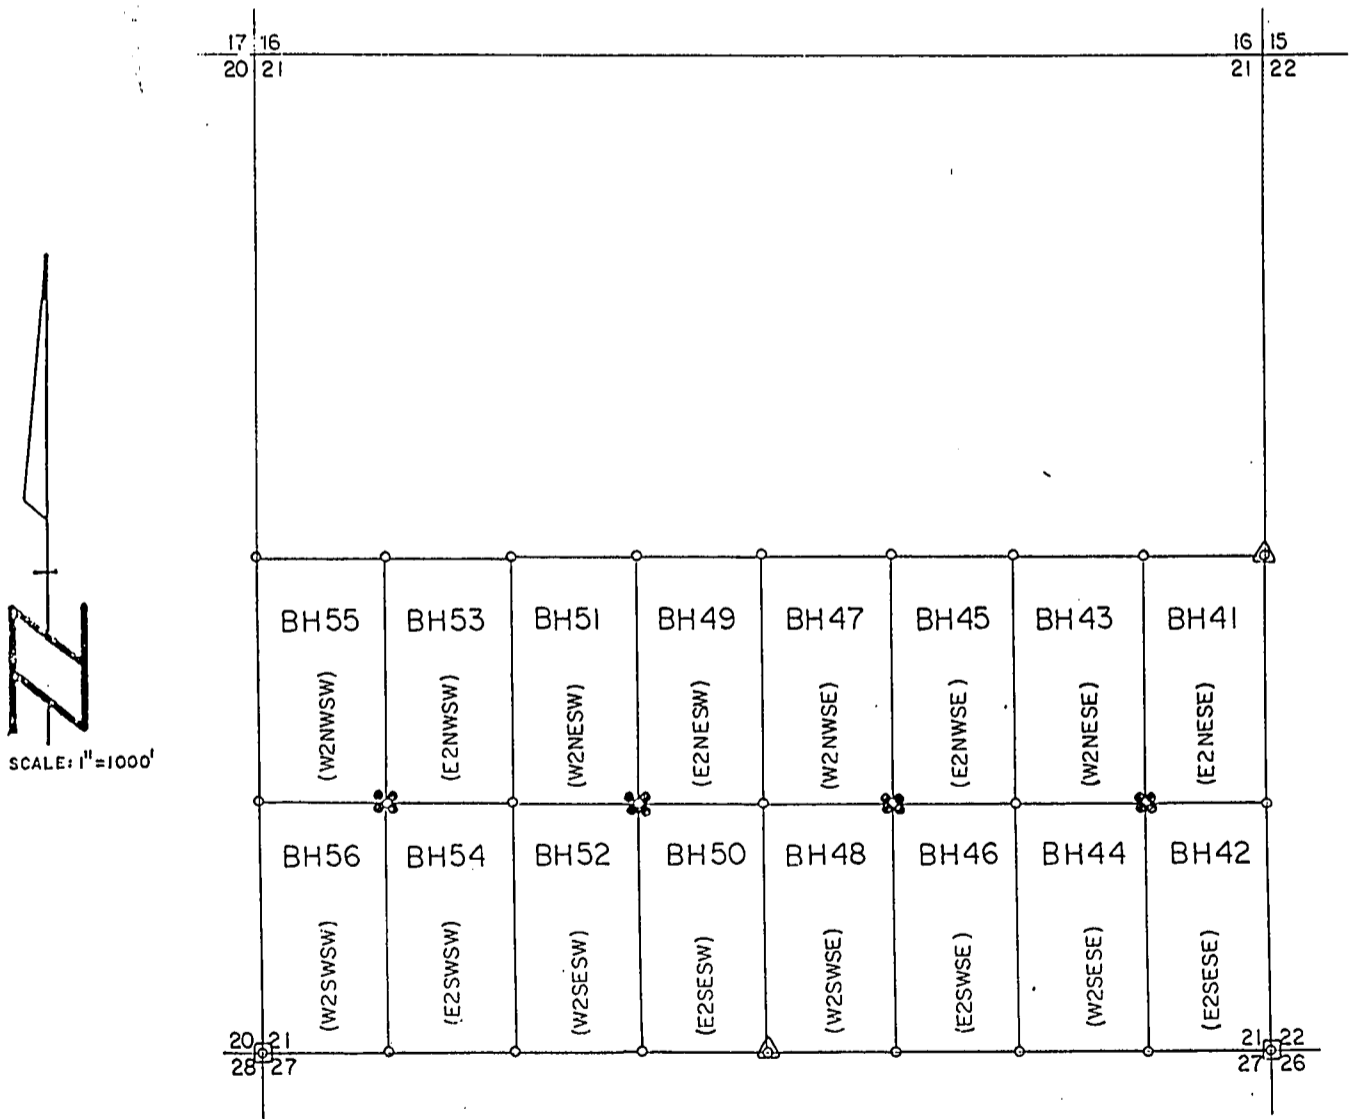 17 16
16 15
20 21
21 22
BH55 BH53 BH51 BH49 BH47 BH45 BH43 BH41
(W2NWSW) (E2NWSW) (W2NESW) (E2NESW) (W2NWSE) (E2NWSE) (W2NESE) (E2NESE)
SCALE: 1"=1000'
BH56 BH54 BH52 BH50 BH48 BH46 BH44 BH42
(W2SWSW) (E2SWSW) (W2SESW) (E2SESW) (W2SWSE) (E2SWSE) (W2SESE) (E2SESE)
20 21
21 22
28 27
27 26